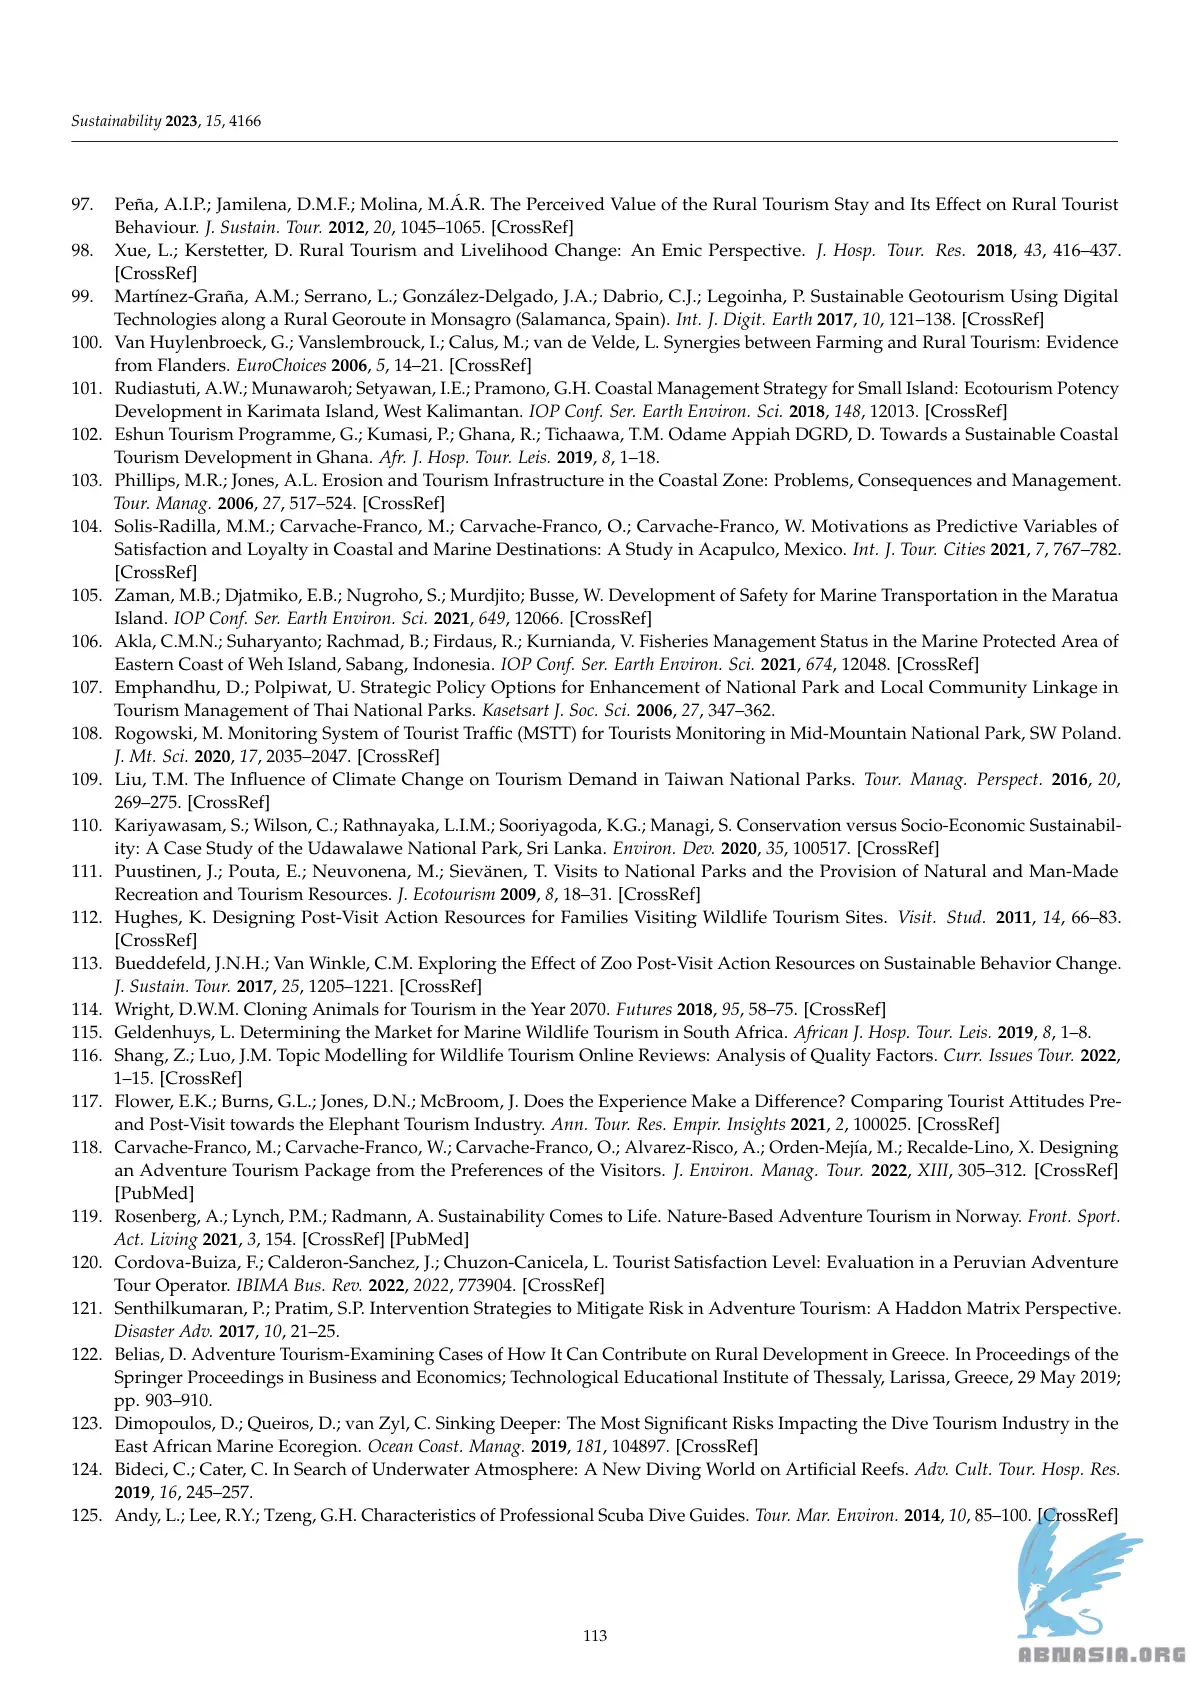 Sustainability 2023, 15, 4166
97. Peña, A.I.P.; Jamilena, D.M.F.; Molina, M.Á.R. The Perceived Value of the Rural Tourism Stay and Its Effect on Rural Tourist
Behaviour. J. Sustain. Tour. 2012, 20, 1045–1065. [CrossRef]
98. Xue, L.; Kerstetter, D. Rural Tourism and Livelihood Change: An Emic Perspective. J. Hosp. Tour. Res. 2018, 43, 416–437.
[CrossRef]
99. Martínez-Graña, A.M.; Serrano, L.; González-Delgado, J.A.; Dabrio, C.J.; Legoinha, P. Sustainable Geotourism Using Digital
Technologies along a Rural Georoute in Monsagro (Salamanca, Spain). Int. J. Digit. Earth 2017, 10, 121–138. [CrossRef]
100. Van Huylenbroeck, G.; Vanslembrouck, I.; Calus, M.; van de Velde, L. Synergies between Farming and Rural Tourism: Evidence
from Flanders. EuroChoices 2006, 5, 14–21. [CrossRef]
101. Rudiastuti, A.W.; Munawaroh; Setyawan, I.E.; Pramono, G.H. Coastal Management Strategy for Small Island: Ecotourism Potency
Development in Karimata Island, West Kalimantan. IOP Conf. Ser. Earth Environ. Sci. 2018, 148, 12013. [CrossRef]
102. Eshun Tourism Programme, G.; Kumasi, P.; Ghana, R.; Tichaawa, T.M. Odame Appiah DGRD, D. Towards a Sustainable Coastal
Tourism Development in Ghana. Afr. J. Hosp. Tour. Leis. 2019, 8, 1–18.
103. Phillips, M.R.; Jones, A.L. Erosion and Tourism Infrastructure in the Coastal Zone: Problems, Consequences and Management.
Tour. Manag. 2006, 27, 517–524. [CrossRef]
104. Solis-Radilla, M.M.; Carvache-Franco, M.; Carvache-Franco, O.; Carvache-Franco, W. Motivations as Predictive Variables of
Satisfaction and Loyalty in Coastal and Marine Destinations: A Study in Acapulco, Mexico. Int. J. Tour. Cities 2021, 7, 767–782.
[CrossRef]
105. Zaman, M.B.; Djatmiko, E.B.; Nugroho, S.; Murdjito; Busse, W. Development of Safety for Marine Transportation in the Maratua
Island. IOP Conf. Ser. Earth Environ. Sci. 2021, 649, 12066. [CrossRef]
106. Akla, C.M.N.; Suharyanto; Rachmad, B.; Firdaus, R.; Kurnianda, V. Fisheries Management Status in the Marine Protected Area of
Eastern Coast of Weh Island, Sabang, Indonesia. IOP Conf. Ser. Earth Environ. Sci. 2021, 674, 12048. [CrossRef]
107. Emphandhu, D.; Polpiwat, U. Strategic Policy Options for Enhancement of National Park and Local Community Linkage in
Tourism Management of Thai National Parks. Kasetsart J. Soc. Sci. 2006, 27, 347–362.
108. Rogowski, M. Monitoring System of Tourist Traffic (MSTT) for Tourists Monitoring in Mid-Mountain National Park, SW Poland.
J. Mt. Sci. 2020, 17, 2035–2047. [CrossRef]
109. Liu, T.M. The Influence of Climate Change on Tourism Demand in Taiwan National Parks. Tour. Manag. Perspect. 2016, 20,
269–275. [CrossRef]
110. Kariyawasam, S.; Wilson, C.; Rathnayaka, L.I.M.; Sooriyagoda, K.G.; Managi, S. Conservation versus Socio-Economic Sustainabil-
ity: A Case Study of the Udawalawe National Park, Sri Lanka. Environ. Dev. 2020, 35, 100517. [CrossRef]
111. Puustinen, J.; Pouta, E.; Neuvonena, M.; Sievänen, T. Visits to National Parks and the Provision of Natural and Man-Made
Recreation and Tourism Resources. J. Ecotourism 2009, 8, 18–31. [CrossRef]
112. Hughes, K. Designing Post-Visit Action Resources for Families Visiting Wildlife Tourism Sites. Visit. Stud. 2011, 14, 66–83.
[CrossRef]
113. Bueddefeld, J.N.H.; Van Winkle, C.M. Exploring the Effect of Zoo Post-Visit Action Resources on Sustainable Behavior Change.
J. Sustain. Tour. 2017, 25, 1205–1221. [CrossRef]
114. Wright, D.W.M. Cloning Animals for Tourism in the Year 2070. Futures 2018, 95, 58–75. [CrossRef]
115. Geldenhuys, L. Determining the Market for Marine Wildlife Tourism in South Africa. African J. Hosp. Tour. Leis. 2019, 8, 1–8.
116. Shang, Z.; Luo, J.M. Topic Modelling for Wildlife Tourism Online Reviews: Analysis of Quality Factors. Curr. Issues Tour. 2022,
1–15. [CrossRef]
117. Flower, E.K.; Burns, G.L.; Jones, D.N.; McBroom, J. Does the Experience Make a Difference? Comparing Tourist Attitudes Pre-
and Post-Visit towards the Elephant Tourism Industry. Ann. Tour. Res. Empir. Insights 2021, 2, 100025. [CrossRef]
118. Carvache-Franco, M.; Carvache-Franco, W.; Carvache-Franco, O.; Alvarez-Risco, A.; Orden-Mejía, M.; Recalde-Lino, X. Designing
an Adventure Tourism Package from the Preferences of the Visitors. J. Environ. Manag. Tour. 2022, XIII, 305–312. [CrossRef]
[PubMed]
119. Rosenberg, A.; Lynch, P.M.; Radmann, A. Sustainability Comes to Life. Nature-Based Adventure Tourism in Norway. Front. Sport.
Act. Living 2021, 3, 154. [CrossRef] [PubMed]
120. Cordova-Buiza, F.; Calderon-Sanchez, J.; Chuzon-Canicela, L. Tourist Satisfaction Level: Evaluation in a Peruvian Adventure
Tour Operator. IBIMA Bus. Rev. 2022, 2022, 773904. [CrossRef]
121. Senthilkumaran, P.; Pratim, S.P. Intervention Strategies to Mitigate Risk in Adventure Tourism: A Haddon Matrix Perspective.
Disaster Adv. 2017, 10, 21–25.
122. Belias, D. Adventure Tourism-Examining Cases of How It Can Contribute on Rural Development in Greece. In Proceedings of the
Springer Proceedings in Business and Economics; Technological Educational Institute of Thessaly, Larissa, Greece, 29 May 2019;
pp. 903–910.
123. Dimopoulos, D.; Queiros, D.; van Zyl, C. Sinking Deeper: The Most Significant Risks Impacting the Dive Tourism Industry in the
East African Marine Ecoregion. Ocean Coast. Manag. 2019, 181, 104897. [CrossRef]
124. Bideci, C.; Cater, C. In Search of Underwater Atmosphere: A New Diving World on Artificial Reefs. Adv. Cult. Tour. Hosp. Res.
2019, 16, 245–257.
125. Andy, L.; Lee, R.Y.; Tzeng, G.H. Characteristics of Professional Scuba Dive Guides. Tour. Mar. Environ. 2014, 10, 85–100. [CrossRef]
113
ABNASIA.ORG